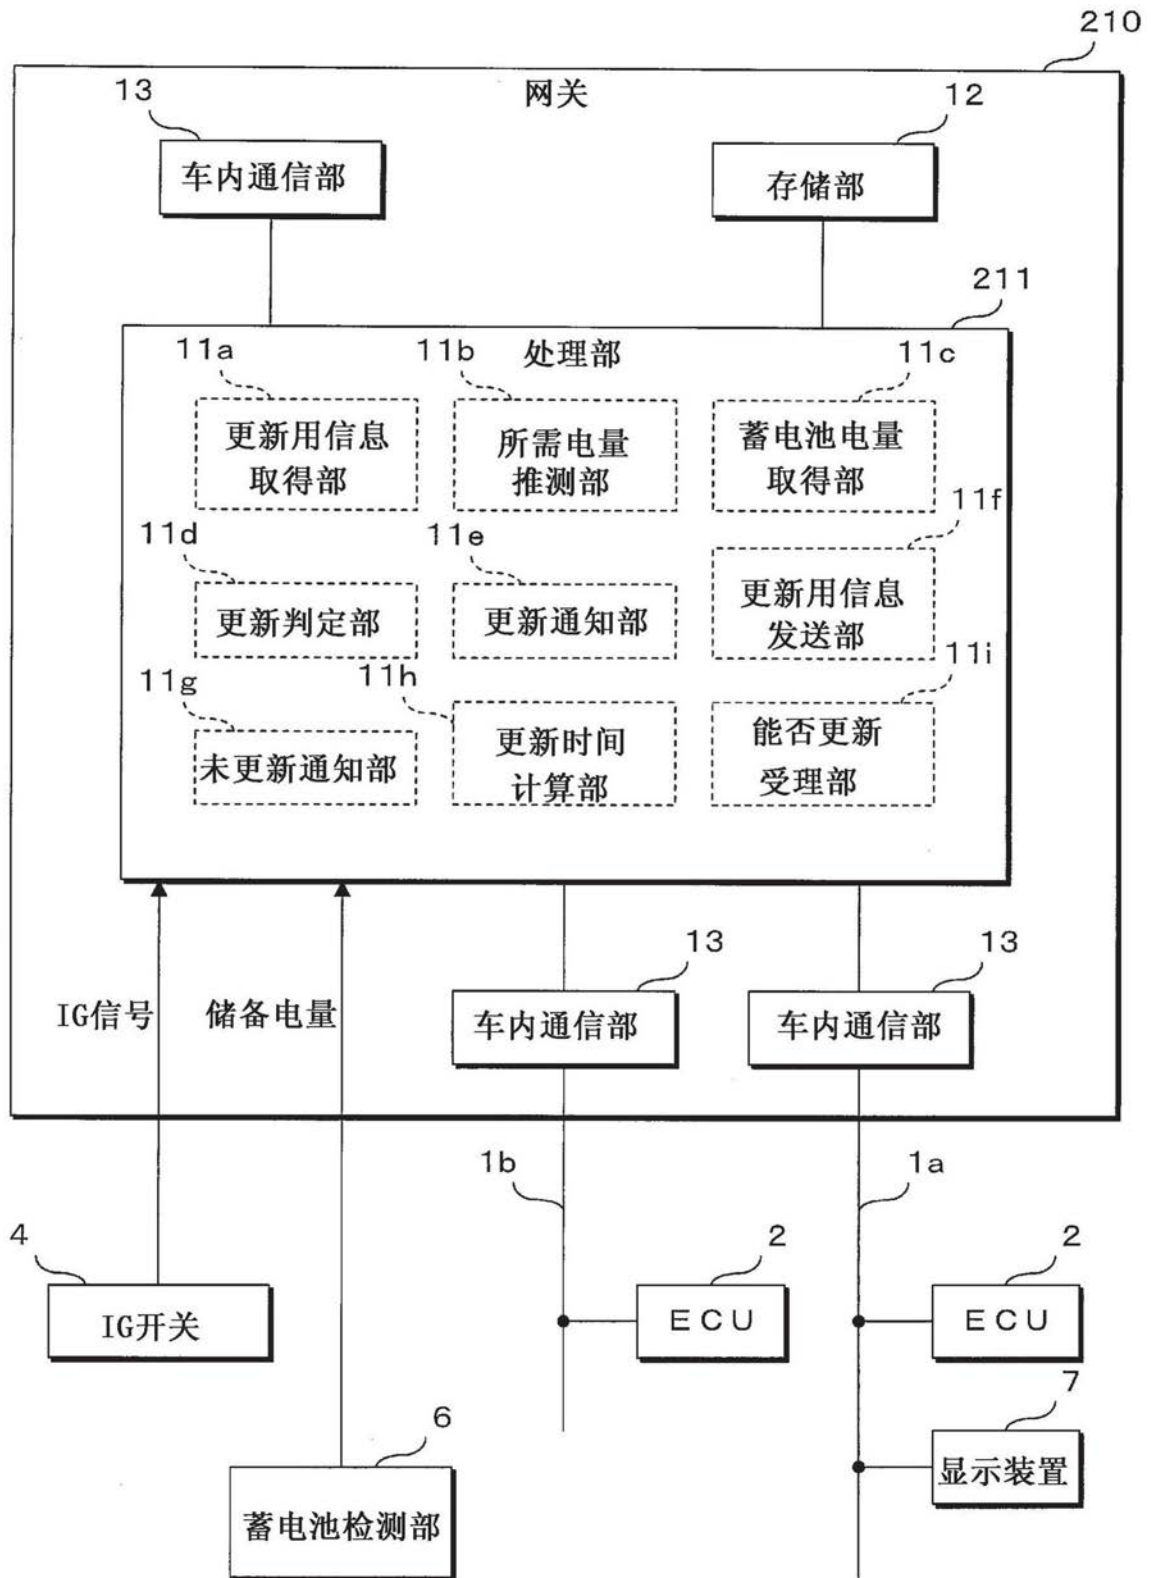 210
网关
13
12
车内通信部
存储部
211
处理部
11a
11b
11c
更新用信息
取得部
所需电量
推测部
蓄电池电量
取得部
11d
11e
11f
更新判定部
更新通知部
更新用信息
发送部
11g
11h
11i
未更新通知部
更新时间
计算部
能否更新
受理部
IG信号
储备电量
13
13
车内通信部
车内通信部
1b
1a
4
2
2
IG开关
ECU
ECU
6
7
蓄电池检测部
显示装置